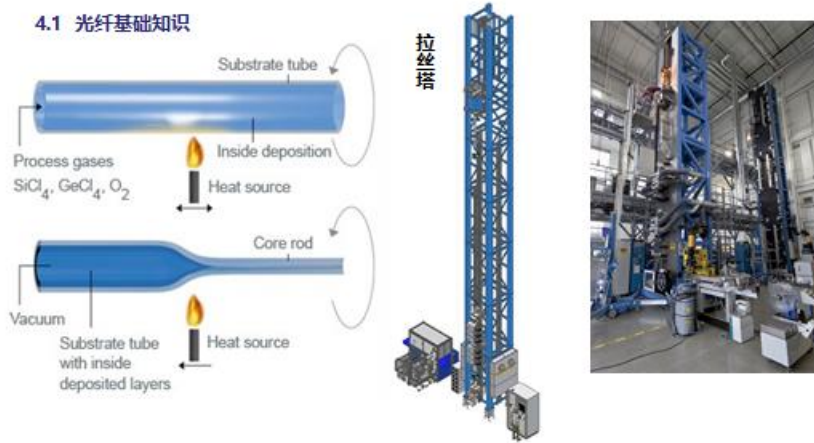 4.1 光纤基础知识
Substrate tube
Process gases
SiCl₄, GeCl₄, O₂
Inside deposition
Heat source
Core rod
Vacuum
Substrate tube
with inside
deposited layers
Heat source
拉丝塔